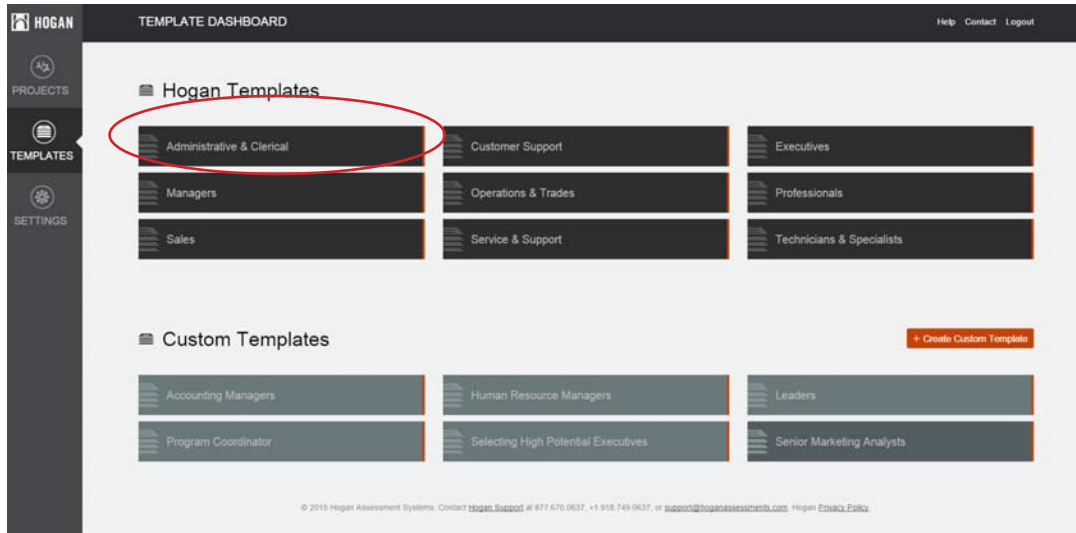 HOGAN
TEMPLATE DASHBOARD
Help Contact Logout
PROJECTS
TEMPLATES
SETTINGS
Hogan Templates
Administrative & Clerical
Customer Support
Executives
Managers
Operations & Trades
Professionals
Sales
Service & Support
Technicians & Specialists
Custom Templates
+ Create Custom Template
Accounting Managers
Human Resource Managers
Leaders
Program Coordinator
Selecting High Potential Executives
Senior Marketing Analysts
© 2015 Hogan Assessment Systems. Contact Hogan Support at 877.670.0637, +1.918.749.0637, or support@hoganassessments.com. Hogan Privacy Policy.